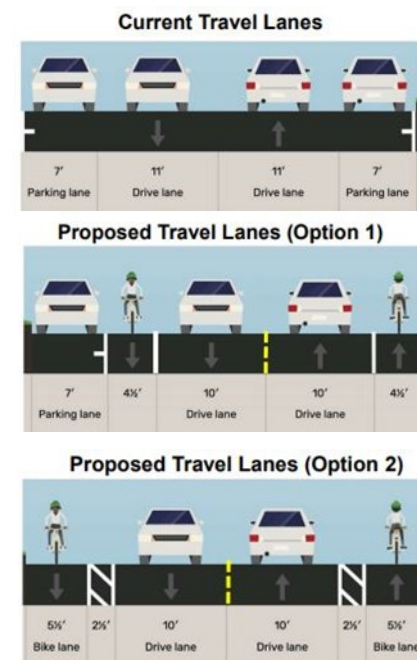 Current Travel Lanes
7' 11' 11' 7'
Parking lane Drive lane Drive lane Parking lane
Proposed Travel Lanes (Option 1)
7' 4½' 10' 10' 4½'
Parking lane Drive lane Drive lane
Proposed Travel Lanes (Option 2)
5½' 2½' 10' 10' 2½' 5½'
Bike lane Drive lane Drive lane Bike lane